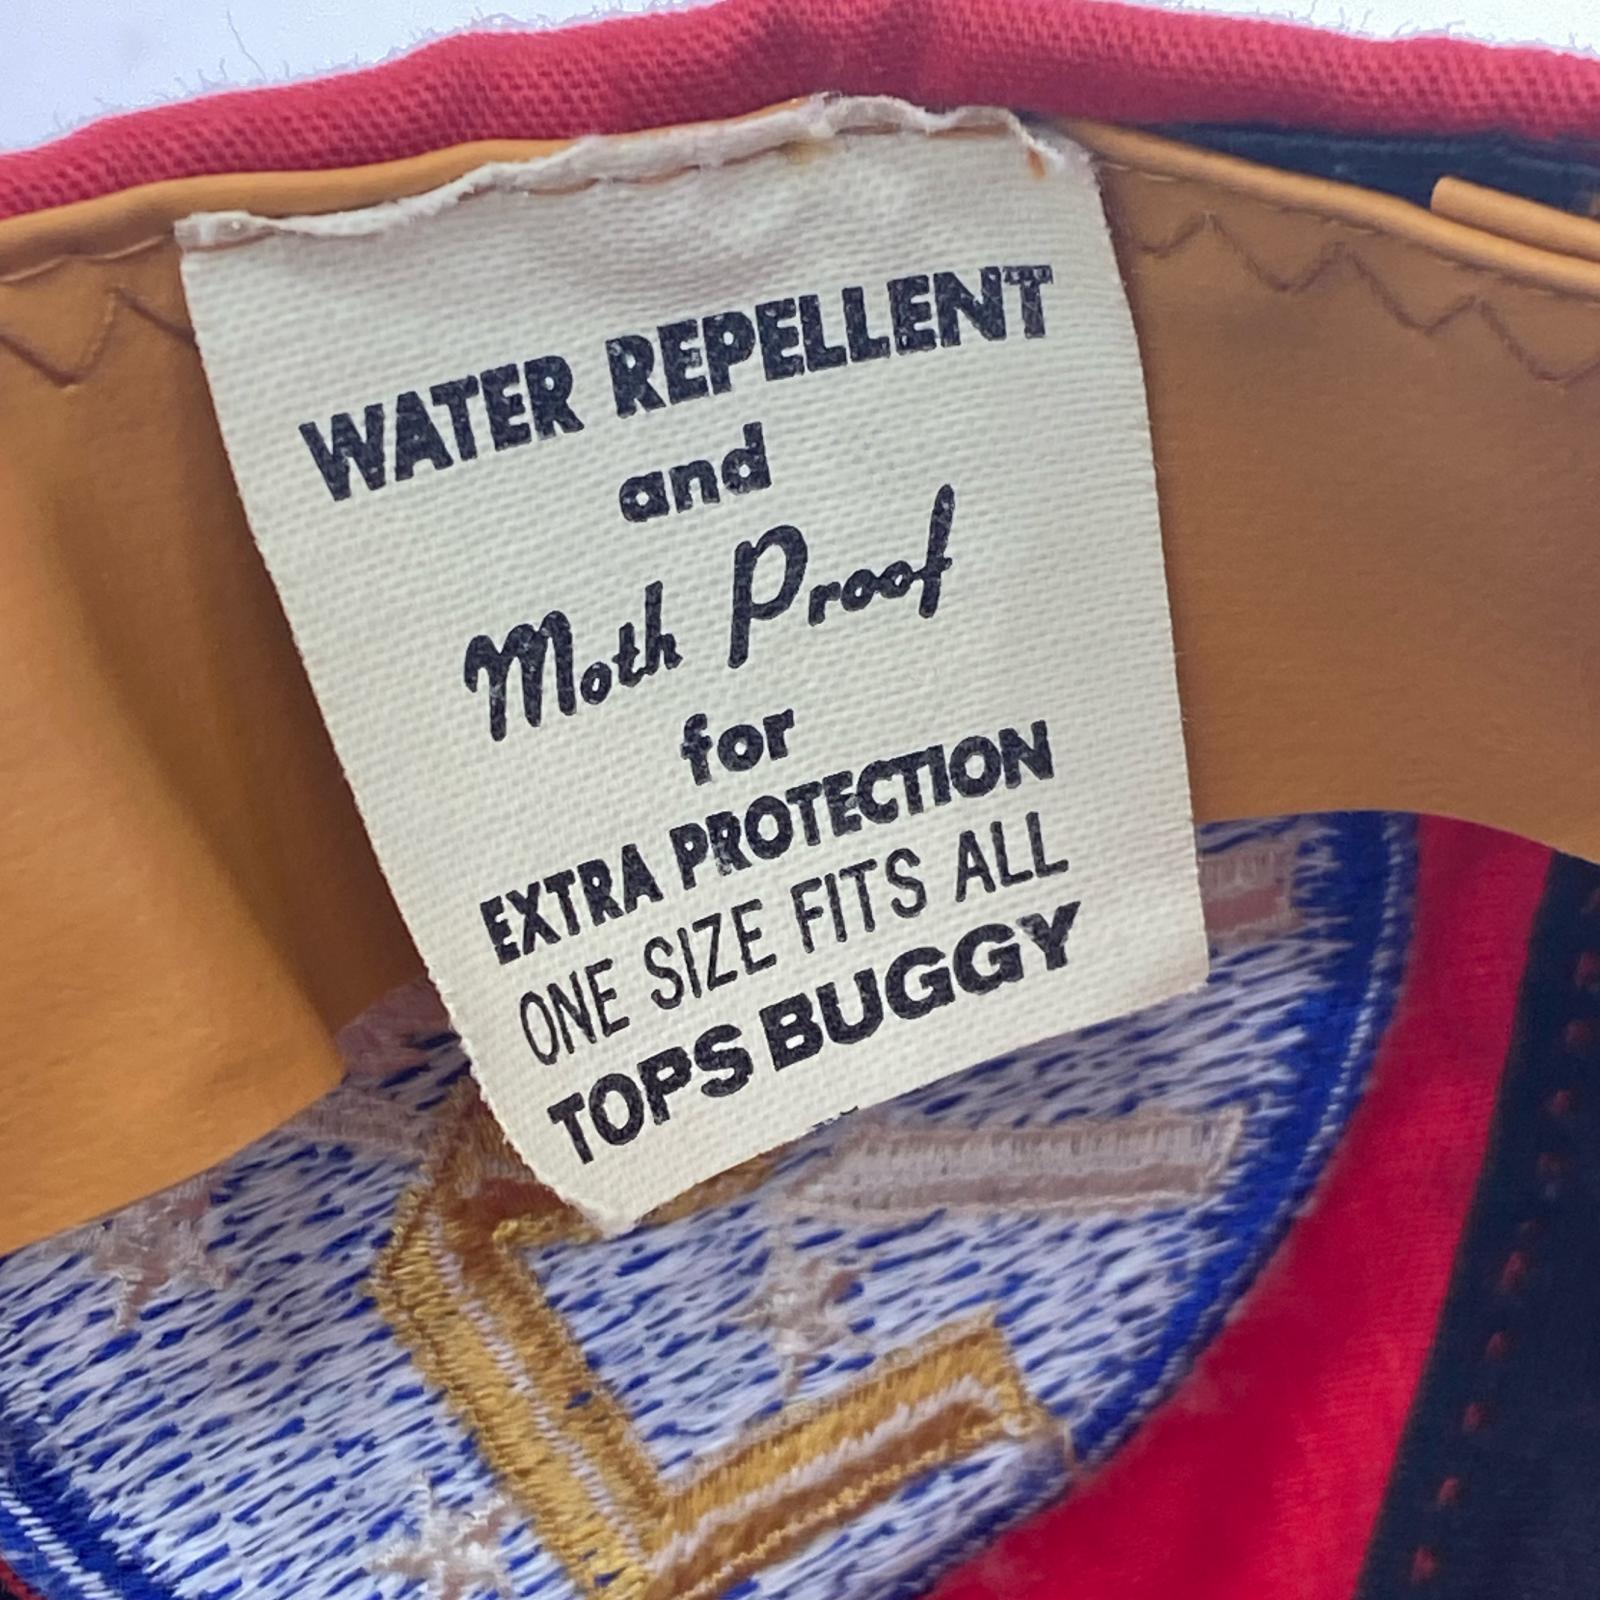 WATER REPELLENT
and
Moth Proof
for
EXTRA PROTECTION
ONE SIZE FITS ALL
TOPS BUGGY